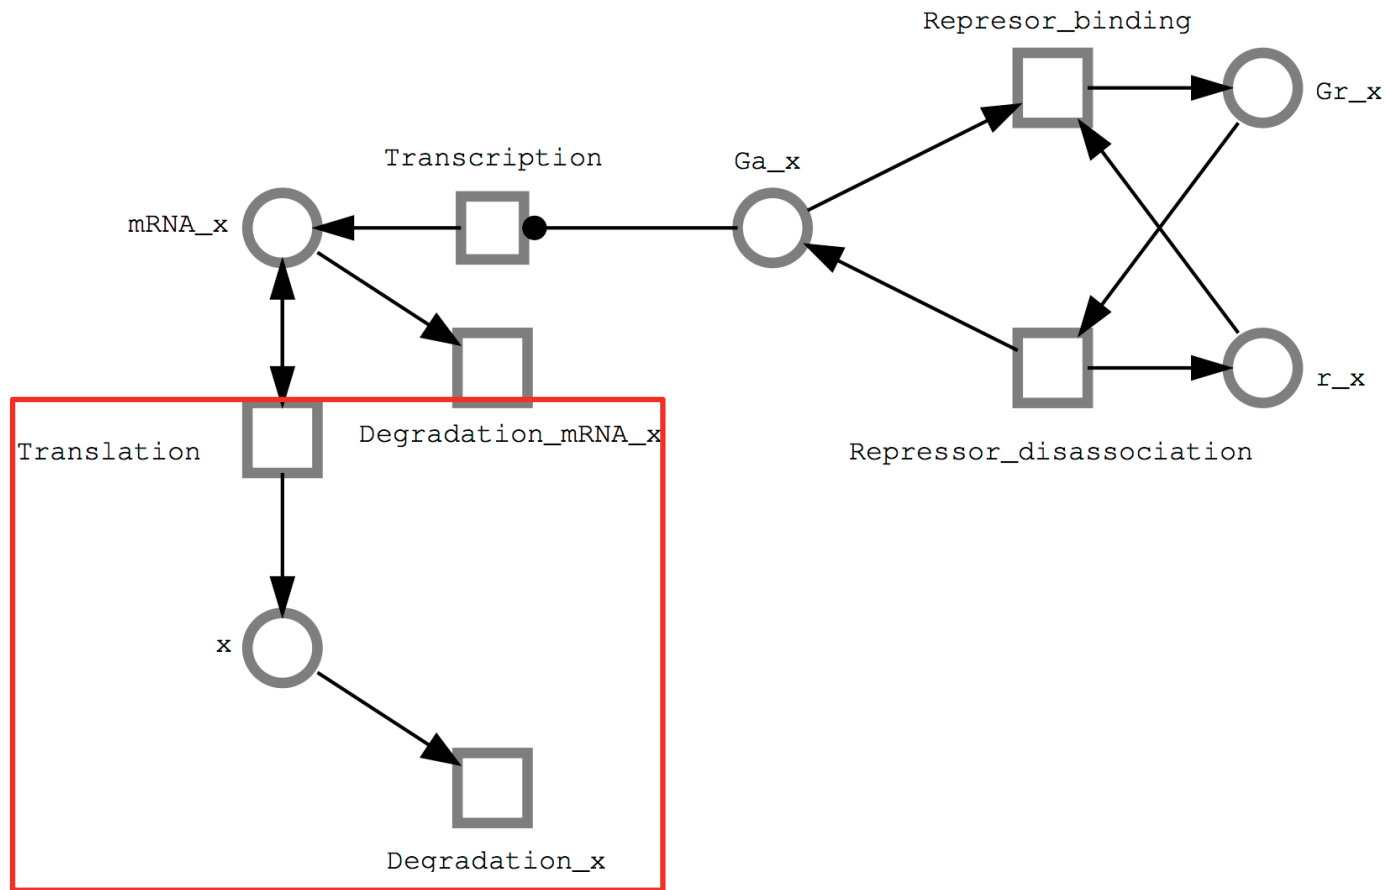 Represor_binding
Gr_x
Transcription
Ga_x
mRNA_x
r_x
Degradation_mRNA_x
Translation
Repressor_disassociation
x
Degradation_x